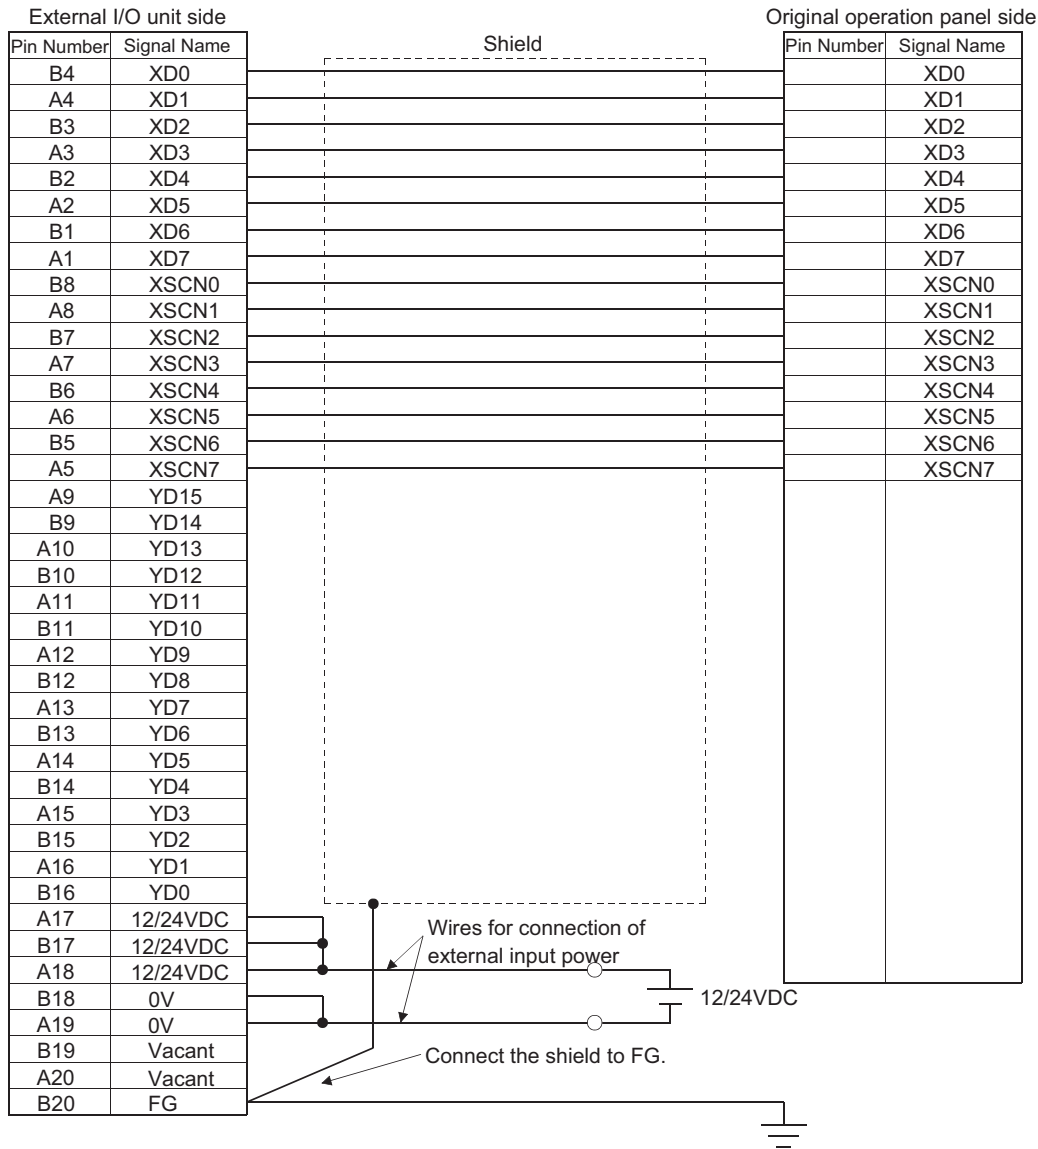 External I/O unit side Original operation panel side
Pin Number Signal Name Shield Pin Number Signal Name
B4 XD0 XD0
A4 XD1 XD1
B3 XD2 XD2
A3 XD3 XD3
B2 XD4 XD4
A2 XD5 XD5
B1 XD6 XD6
A1 XD7 XD7
B8 XSCN0 XSCN0
A8 XSCN1 XSCN1
B7 XSCN2 XSCN2
A7 XSCN3 XSCN3
B6 XSCN4 XSCN4
A6 XSCN5 XSCN5
B5 XSCN6 XSCN6
A5 XSCN7 XSCN7
A9 YD15
B9 YD14
A10 YD13
B10 YD12
A11 YD11
B11 YD10
A12 YD9
B12 YD8
A13 YD7
B13 YD6
A14 YD5
B14 YD4
A15 YD3
B15 YD2
A16 YD1
B16 YD0
A17 12/24VDC Wires for connection of
B17 12/24VDC external input power
A18 12/24VDC
B18 0V 12/24VDC
A19 0V
B19 Vacant Connect the shield to FG.
A20 Vacant
B20 FG